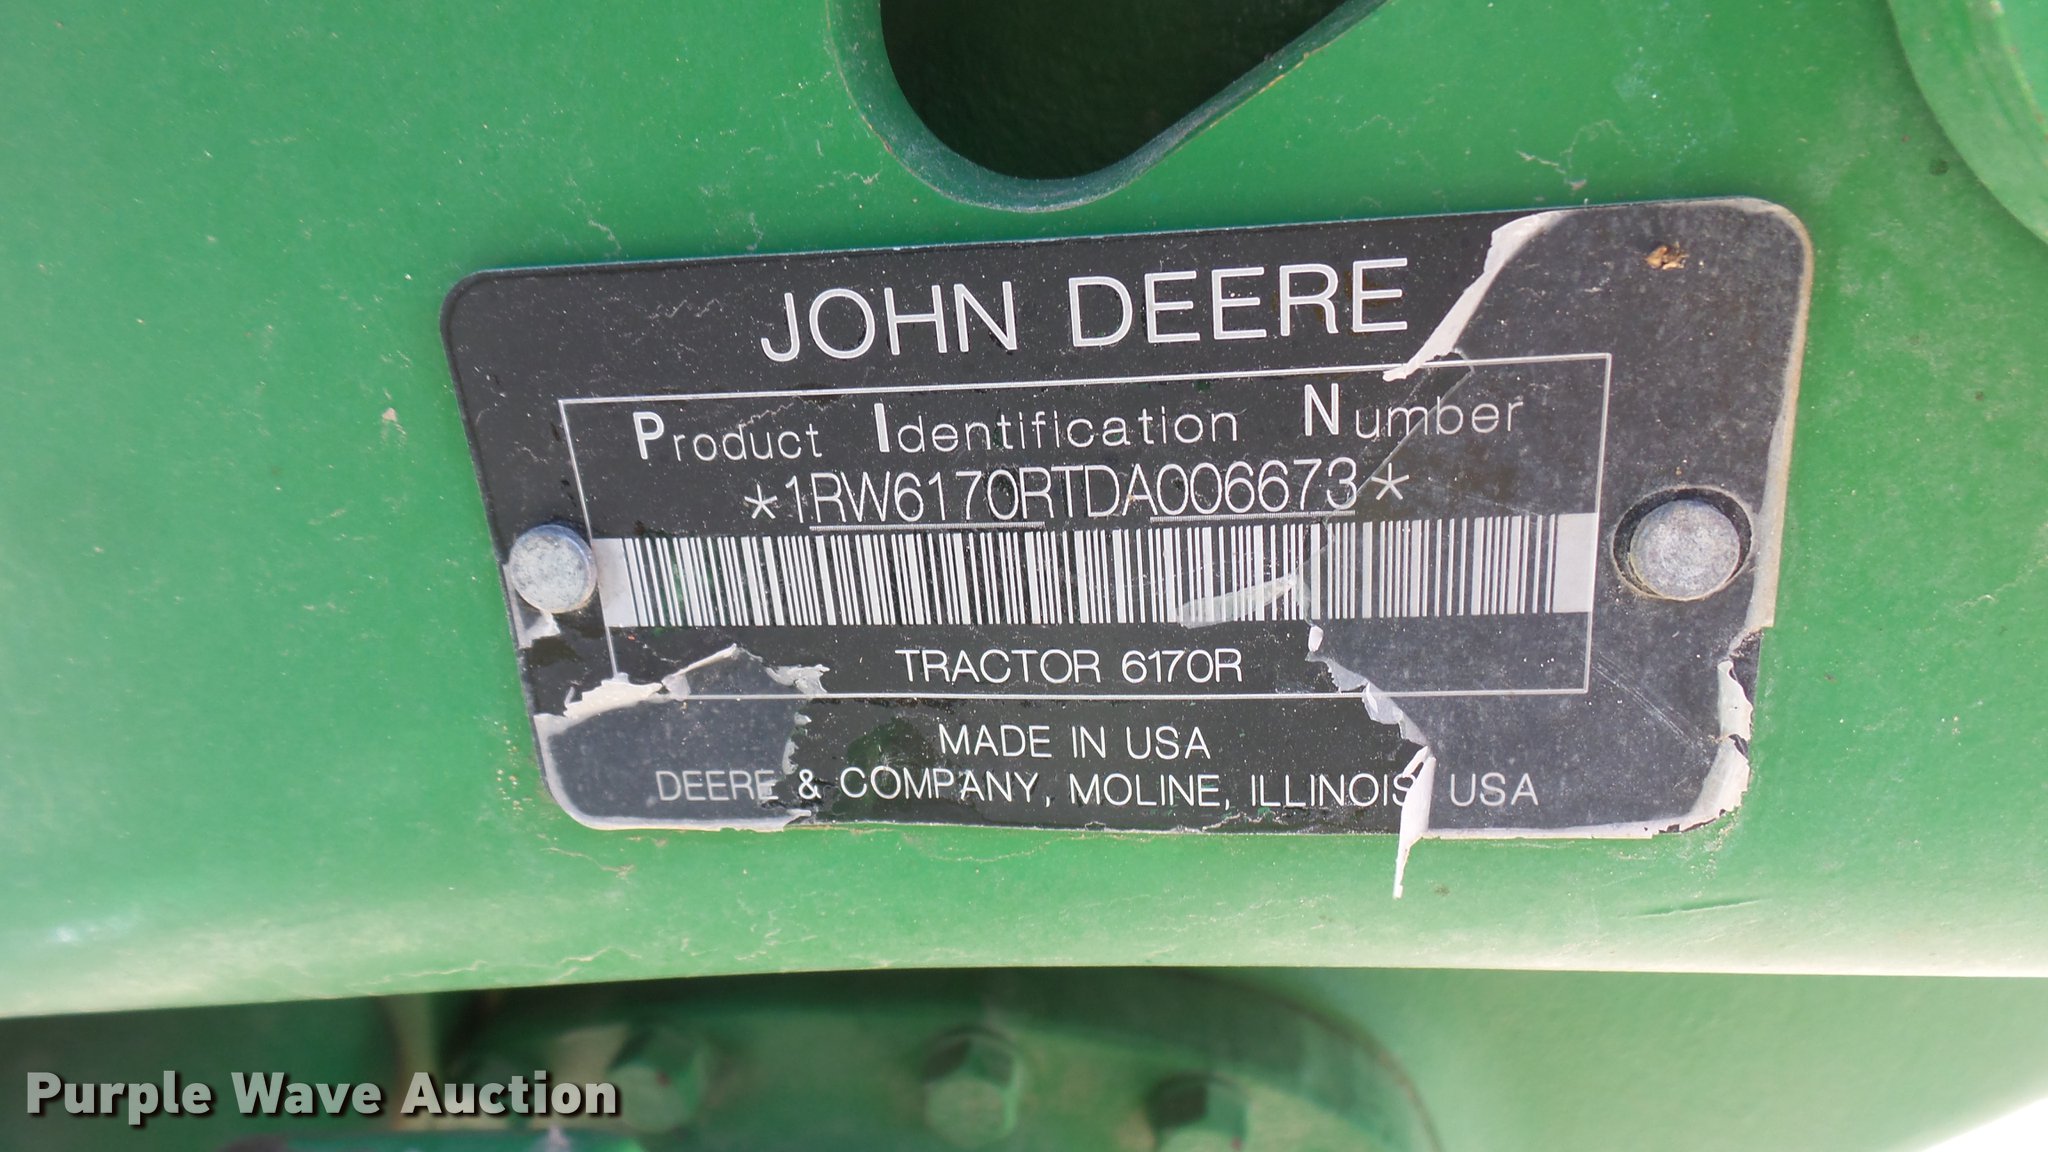 JOHN DEERE
Product Identification Number
*1RW6170RTDA006673*
TRACTOR 6170R
MADE IN USA
DEERE & COMPANY, MOLINE, ILLINOIS USA
Purple Wave Auction